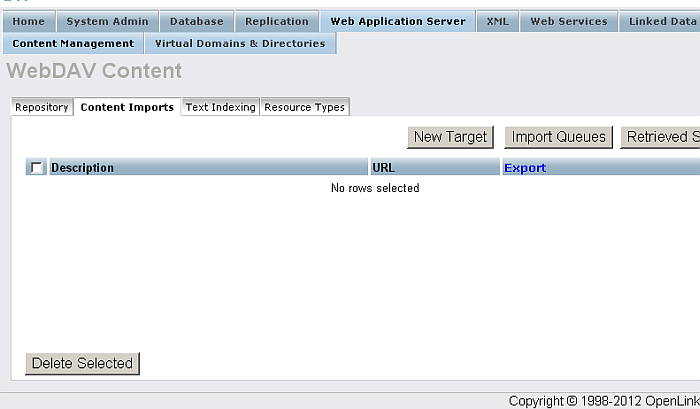 Home System Admin Database Replication Web Application Server XML Web Services Linked Data
Content Management Virtual Domains & Directories
WebDAV Content
Repository Content Imports Text Indexing Resource Types
New Target Import Queues Retrieved S
Description URL Export
No rows selected
Delete Selected
Copyright © 1998-2012 OpenLink